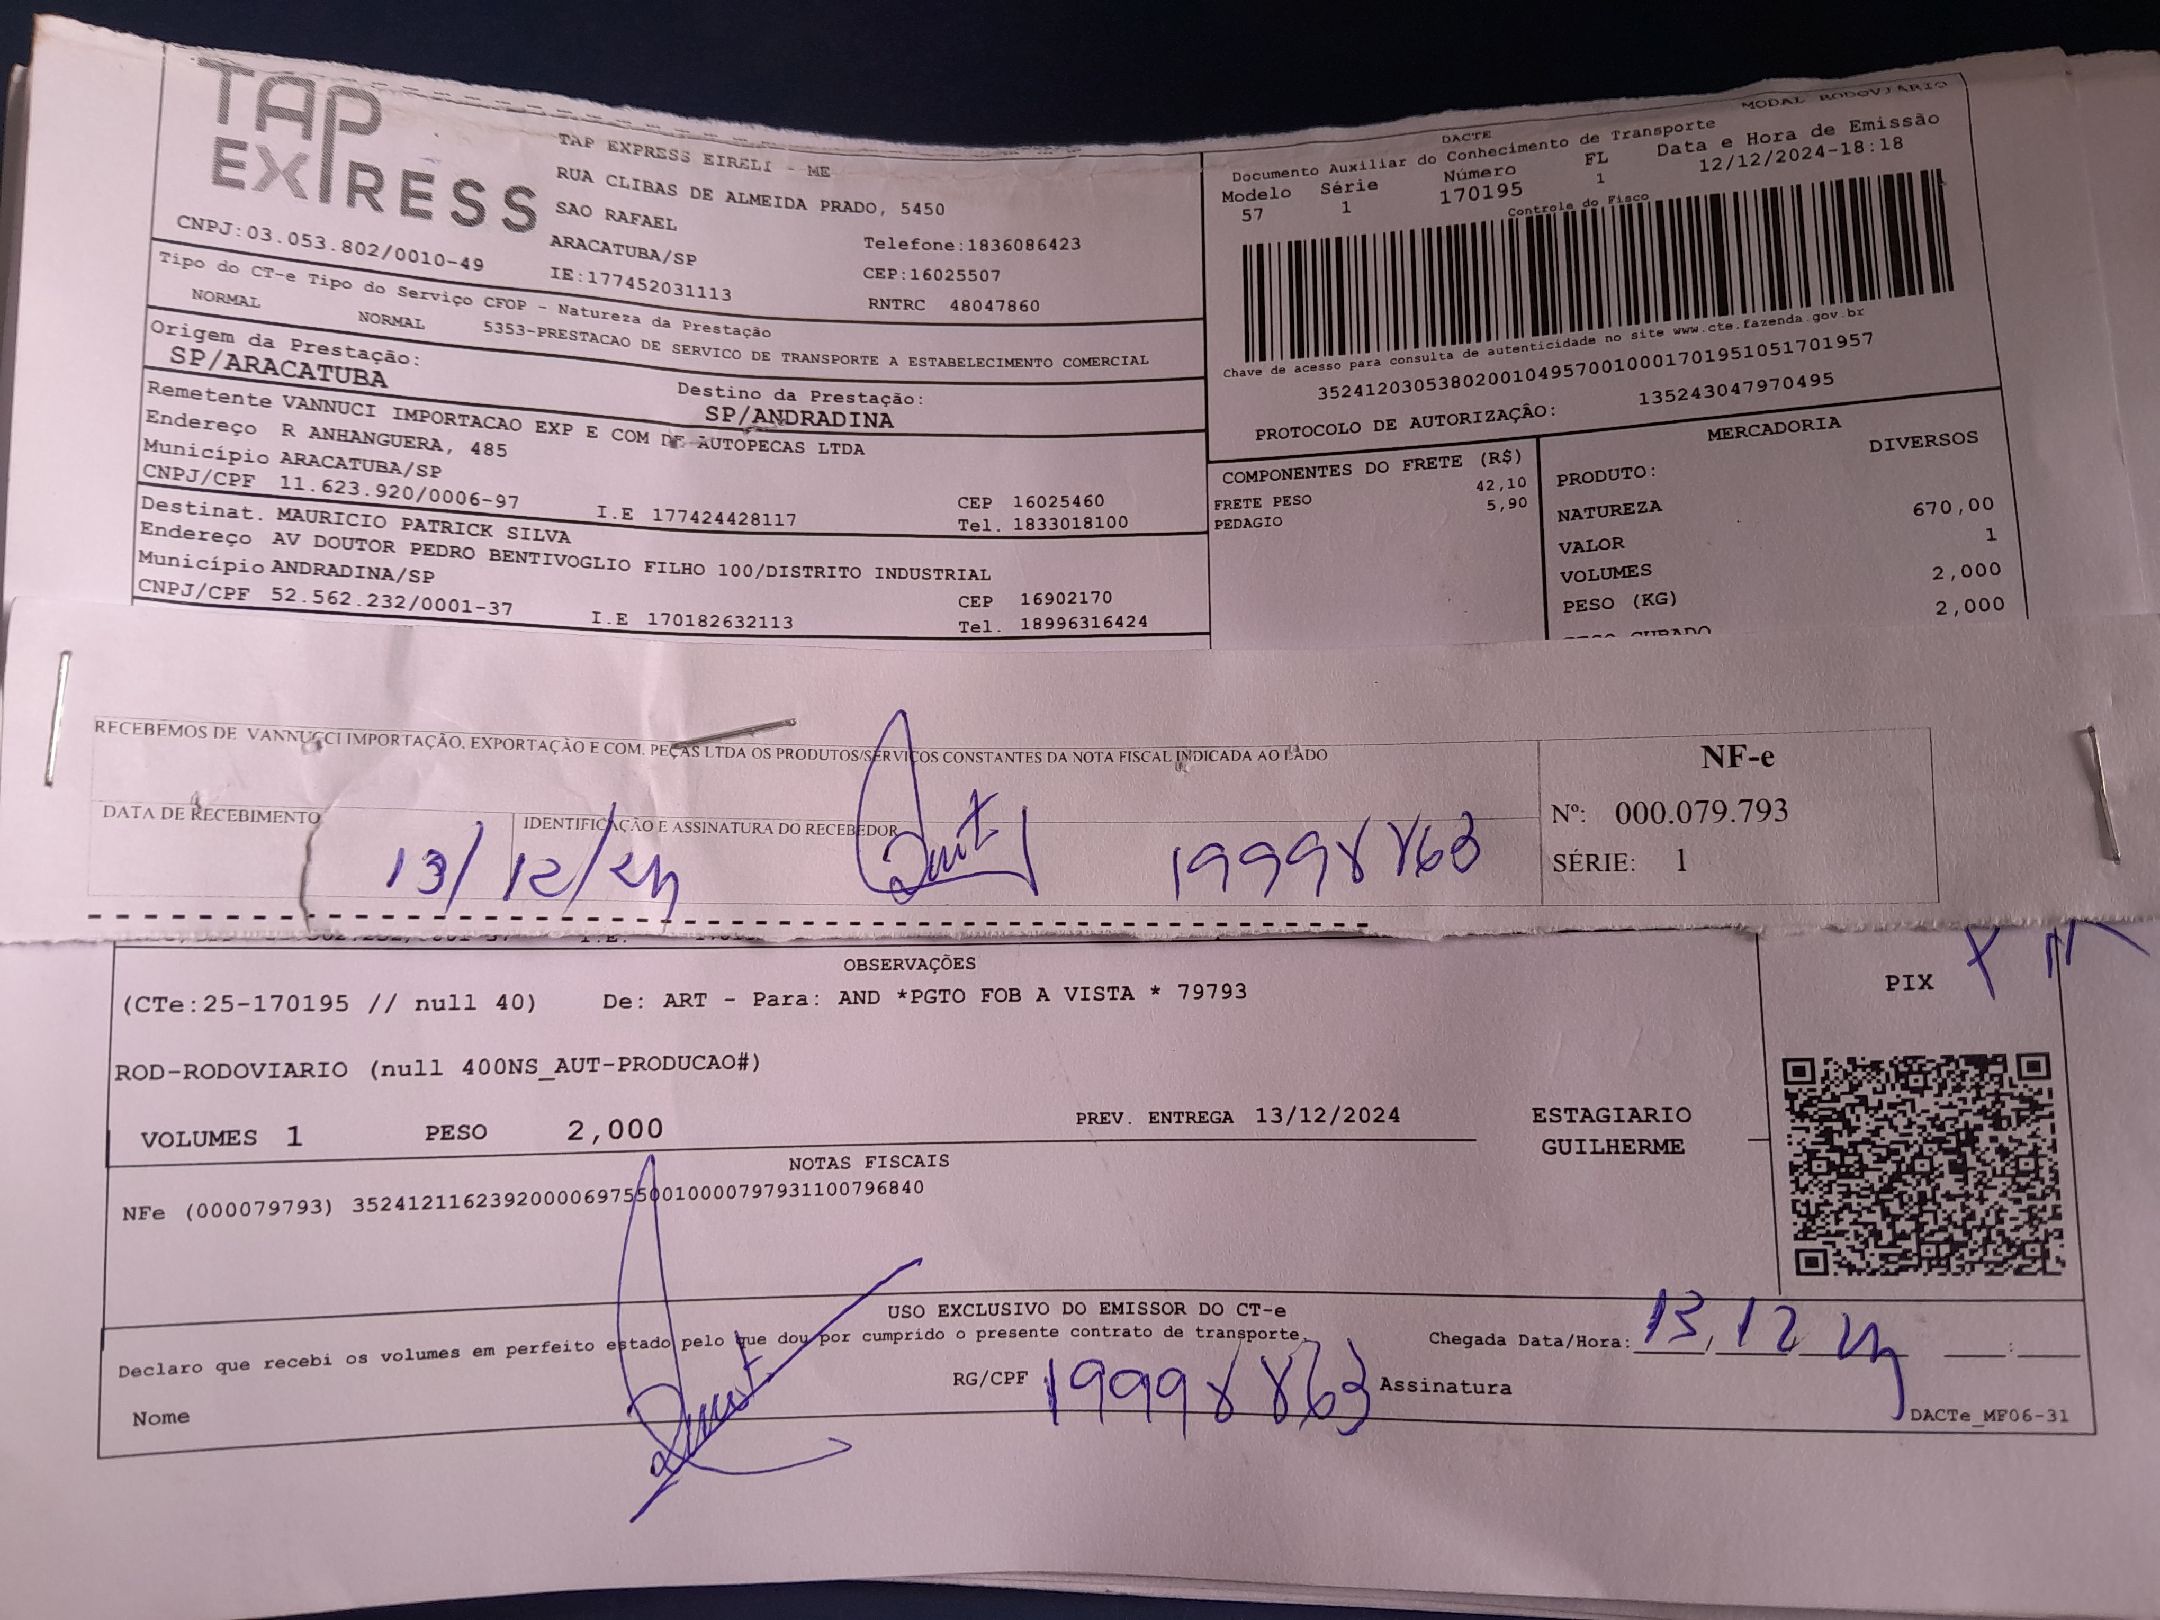 TAP
EXPRESS
TAP EXPRESS EIRELI - ME
RUA CLIBAS DE ALMEIDA PRADO, 5450
SAO RAFAEL
ARACATUBA/SP
Telefone:1836086423
CNPJ:03.053.802/0010-49
IE:177452031113
CEP:16025507
RNTRC 48047860
Tipo do CT-e Tipo do Serviço CFOP - Natureza da Prestação
NORMAL NORMAL 5353-PRESTACAO DE SERVICO DE TRANSPORTE A ESTABELECIMENTO COMERCIAL
Origem da Prestação:
SP/ARACATUBA
Destino da Prestação:
SP/ANDRADINA
Remetente VANNUCI IMPORTACAO EXP E COM DE AUTOPECAS LTDA
Endereço R ANHANGUERA, 485
Município ARACATUBA/SP
CEP 16025460
CNPJ/CPF 11.623.920/0006-97 I.E 177424428117 Tel. 1833018100
Destinat. MAURICIO PATRICK SILVA
Endereço AV DOUTOR PEDRO BENTIVOGLIO FILHO 100/DISTRITO INDUSTRIAL
Município ANDRADINA/SP
CEP 16902170
CNPJ/CPF 52.562.232/0001-37 I.E 170182632113 Tel. 18996316424
DACTE
MODAL RODOVIARIO
Documento Auxiliar do Conhecimento de Transporte
Modelo Série Número FL Data e Hora de Emissão
57 1 170195 1 12/12/2024-18:18
Controle do Fisco
Chave de acesso para consulta de autenticidade no site www.cte.fazenda.gov.br
35241203053802001049570010001701951051701957
PROTOCOLO DE AUTORIZAÇÃO: 135243047970495
COMPONENTES DO FRETE (R$)
FRETE PESO 42,10
PEDAGIO 5,90
MERCADORIA
PRODUTO: DIVERSOS
NATUREZA
VALOR 670,00
VOLUMES 1
PESO (KG) 2,000
PESO CUBADO 2,000
RECEBEMOS DE VANNUCCI IMPORTAÇÃO, EXPORTAÇÃO E COM. PEÇAS LTDA OS PRODUTOS/SERVIÇOS CONSTANTES DA NOTA FISCAL INDICADA AO LADO
DATA DE RECEBIMENTO
13/12/24
IDENTIFICAÇÃO E ASSINATURA DO RECEBEDOR
NF-e
Nº: 000.079.793
SÉRIE: 1
OBSERVAÇÕES
(CTe:25-170195 // null 40) De: ART - Para: AND *PGTO FOB A VISTA * 79793
ROD-RODOVIARIO (null 400NS_AUT-PRODUCAO#)
VOLUMES 1 PESO 2,000 PREV. ENTREGA 13/12/2024
ESTAGIARIO
GUILHERME
PIX
NOTAS FISCAIS
NFe (000079793) 35241211623920000697550010000797931100796840
USO EXCLUSIVO DO EMISSOR DO CT-e
Declaro que recebi os volumes em perfeito estado pelo que dou por cumprido o presente contrato de transporte.
Chegada Data/Hora: 13,12 24 :
RG/CPF Assinatura
Nome
DACTe_MF06-31